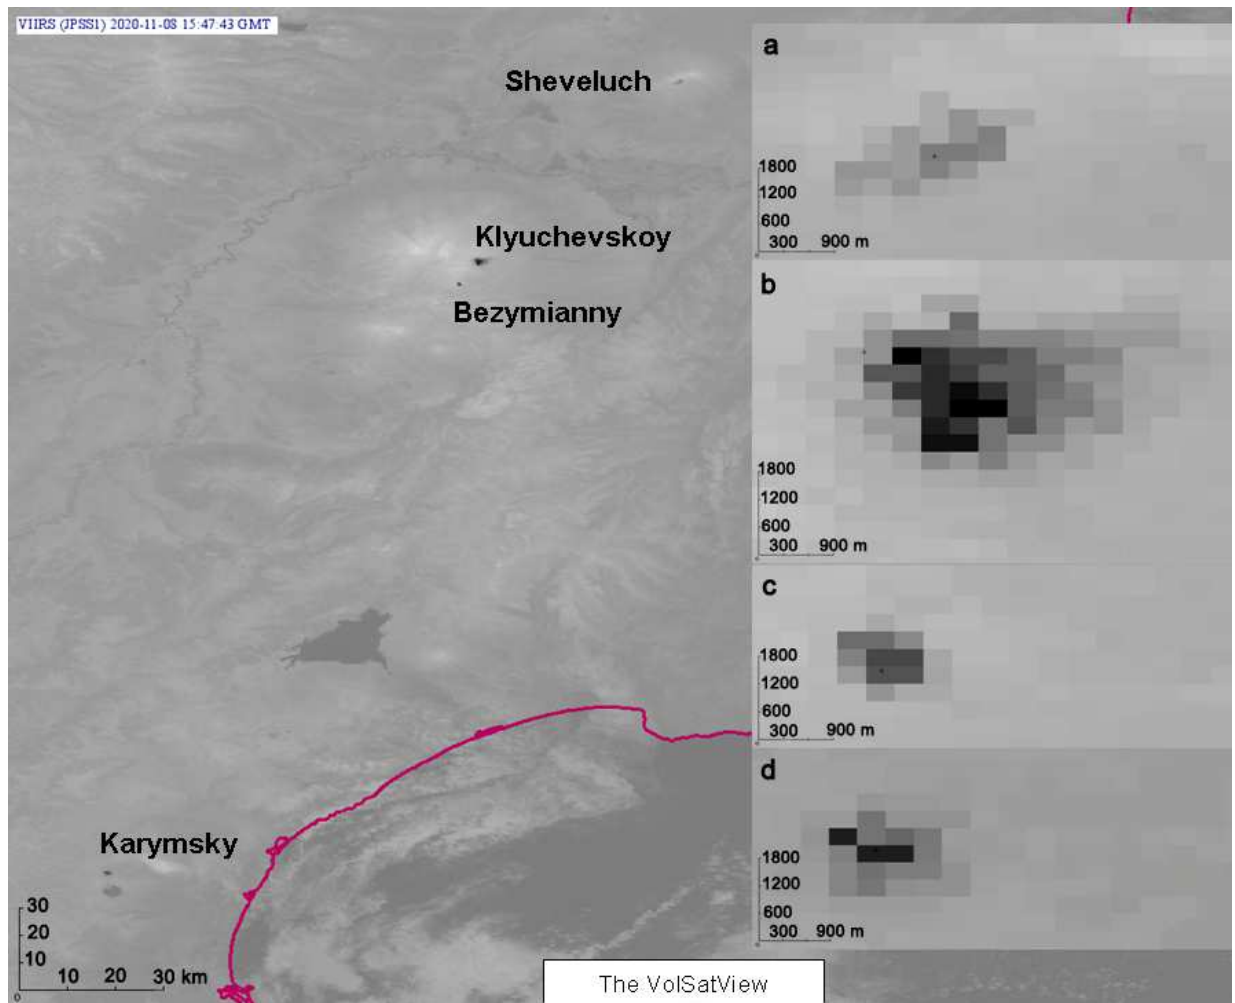 VIIRS (JPSS1) 2020-11-08 15:47:43 GMT
Sheveluch
Klyuchevskoy
Bezymianny
Karymsky
30
20
10
10 20 30 km
0
The VolSatView
a
1800
1200
600
300 900 m
b
1800
1200
600
300 900 m
c
1800
1200
600
300 900 m
d
1800
1200
600
300 900 m